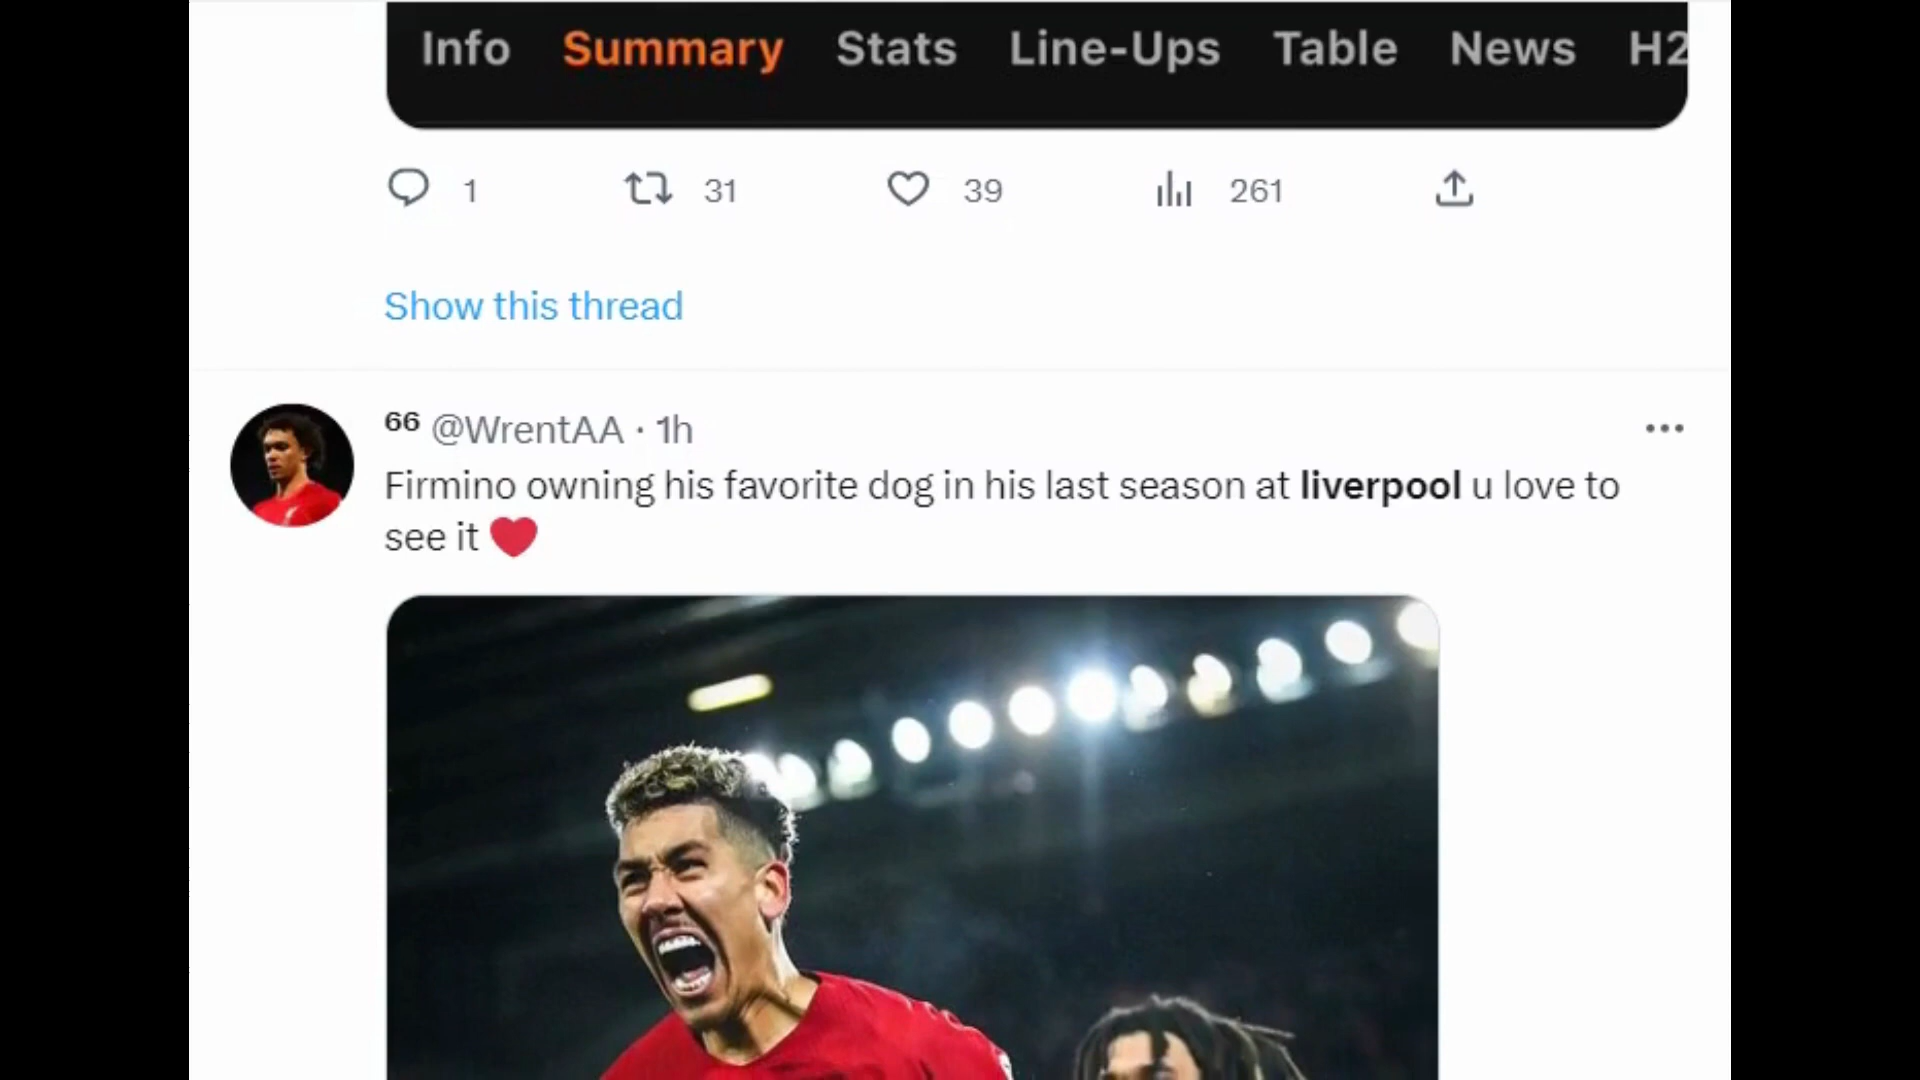 Info Summary Stats Line-Ups Table News H2
1 31 39 261
Show this thread
66 @WrentAA · 1h
Firmino owning his favorite dog in his last season at liverpool u love to
see it ❤️